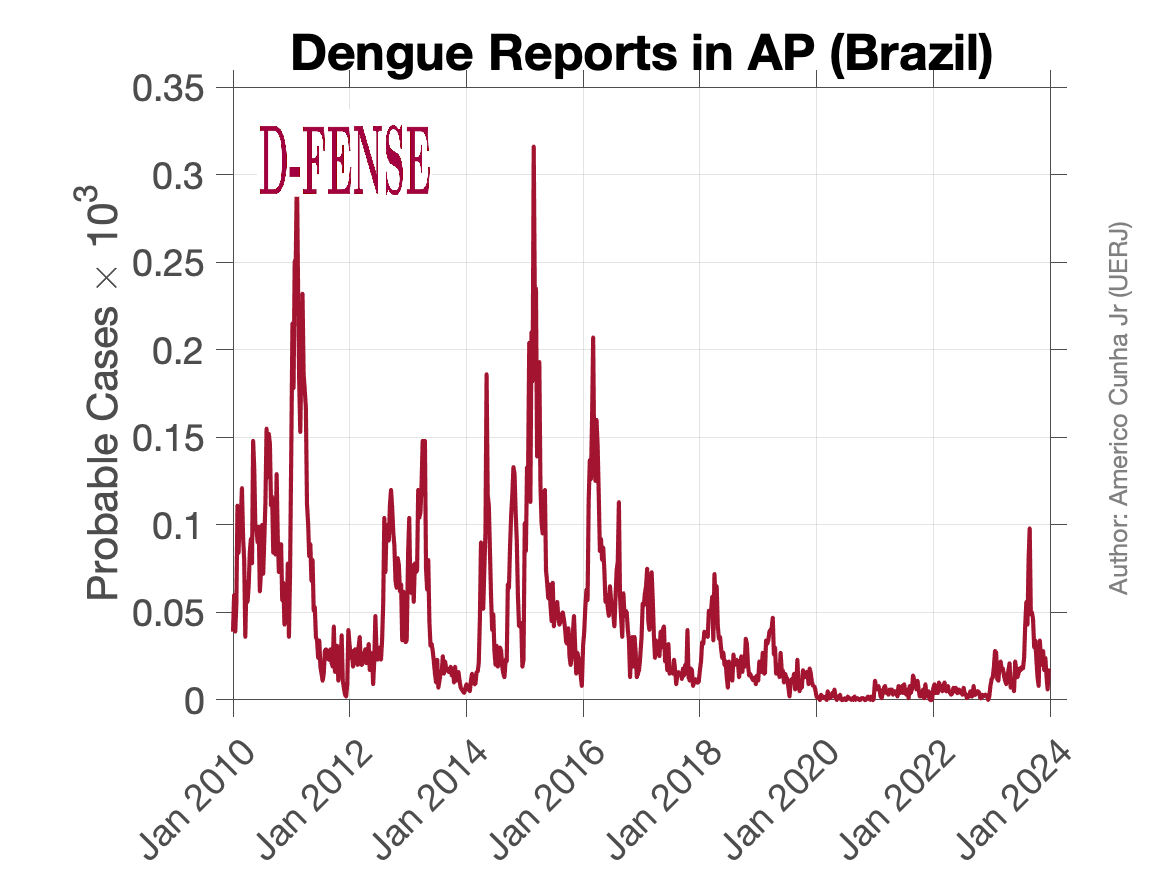 Dengue Reports in AP (Brazil)
D-FENSE
Probable Cases × 10³
0.35
0.3
0.25
0.2
0.15
0.1
0.05
0
Jan 2010
Jan 2012
Jan 2014
Jan 2016
Jan 2018
Jan 2020
Jan 2022
Jan 2024
Author: Americo Cunha Jr (UERJ)